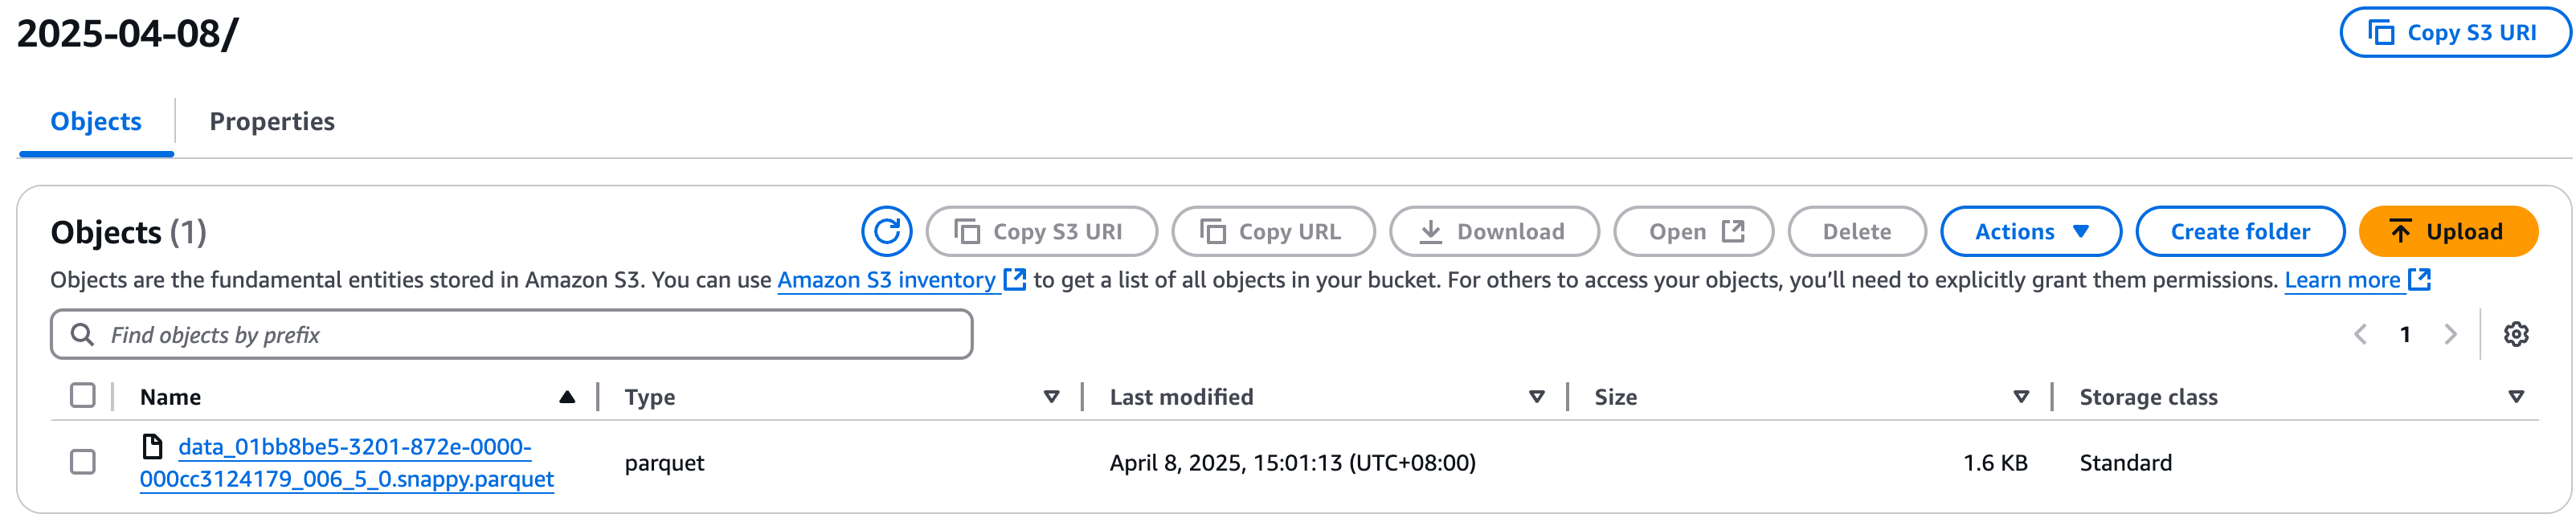 2025-04-08/
Copy S3 URI
Objects
Properties
Objects (1)
Copy S3 URI
Copy URL
Download
Open
Delete
Actions
Create folder
Upload
Objects are the fundamental entities stored in Amazon S3. You can use Amazon S3 inventory to get a list of all objects in your bucket. For others to access your objects, you’ll need to explicitly grant them permissions. Learn more
Find objects by prefix
1
Name
Type
Last modified
Size
Storage class
data_01bb8be5-3201-872e-0000-
000cc3124179_006_5_0.snappy.parquet
parquet
April 8, 2025, 15:01:13 (UTC+08:00)
1.6 KB
Standard